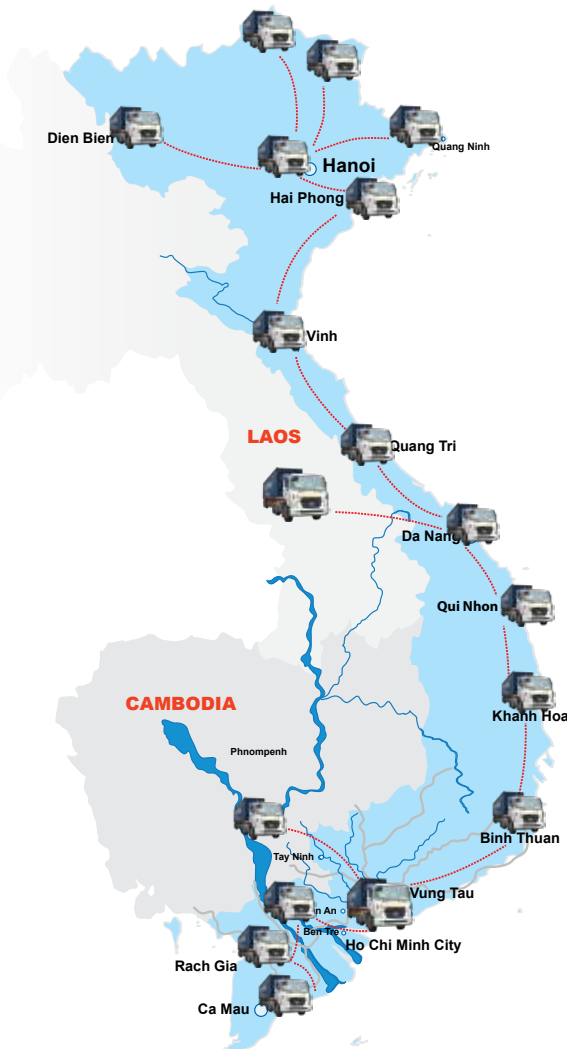 Dien Bien
Quang Ninh
Hanoi
Hai Phong
Vinh
LAOS
Quang Tri
Da Nang
Qui Nhon
CAMBODIA
Khanh Hoa
Phnompenh
Binh Thuan
Tay Ninh
Vung Tau
n An
Ben Tre
Ho Chi Minh City
Rach Gia
Ca Mau